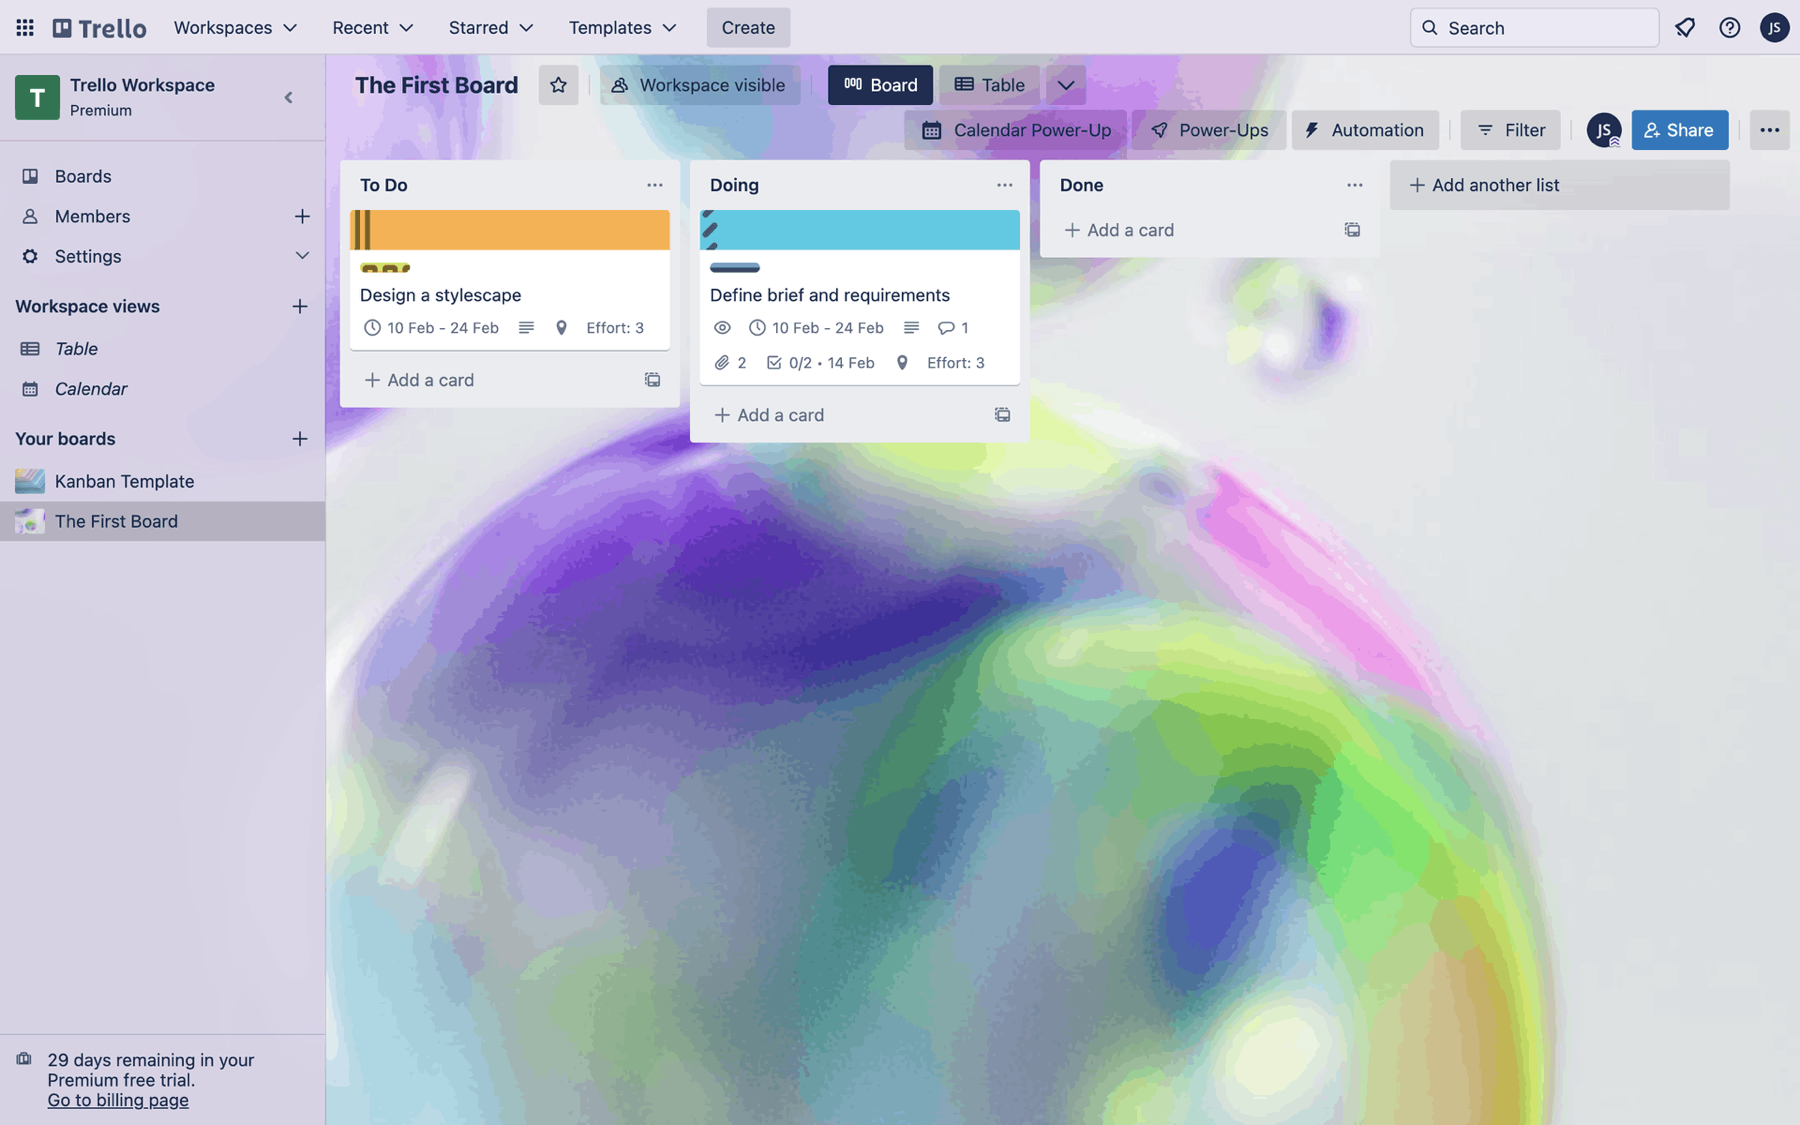 Trello Workspaces Recent Starred Templates Create Search JS
T Trello Workspace
Premium
The First Board Workspace visible Board Table
Calendar Power-Up Power-Ups Automation Filter JS Share
Boards
Members
Settings
Workspace views
Table
Calendar
Your boards
Kanban Template
The First Board
29 days remaining in your
Premium free trial.
Go to billing page
To Do
Design a stylescape
10 Feb - 24 Feb Effort: 3
Add a card
Doing
Define brief and requirements
10 Feb - 24 Feb 1
2 0/2 • 14 Feb Effort: 3
Add a card
Done
Add a card
Add another list